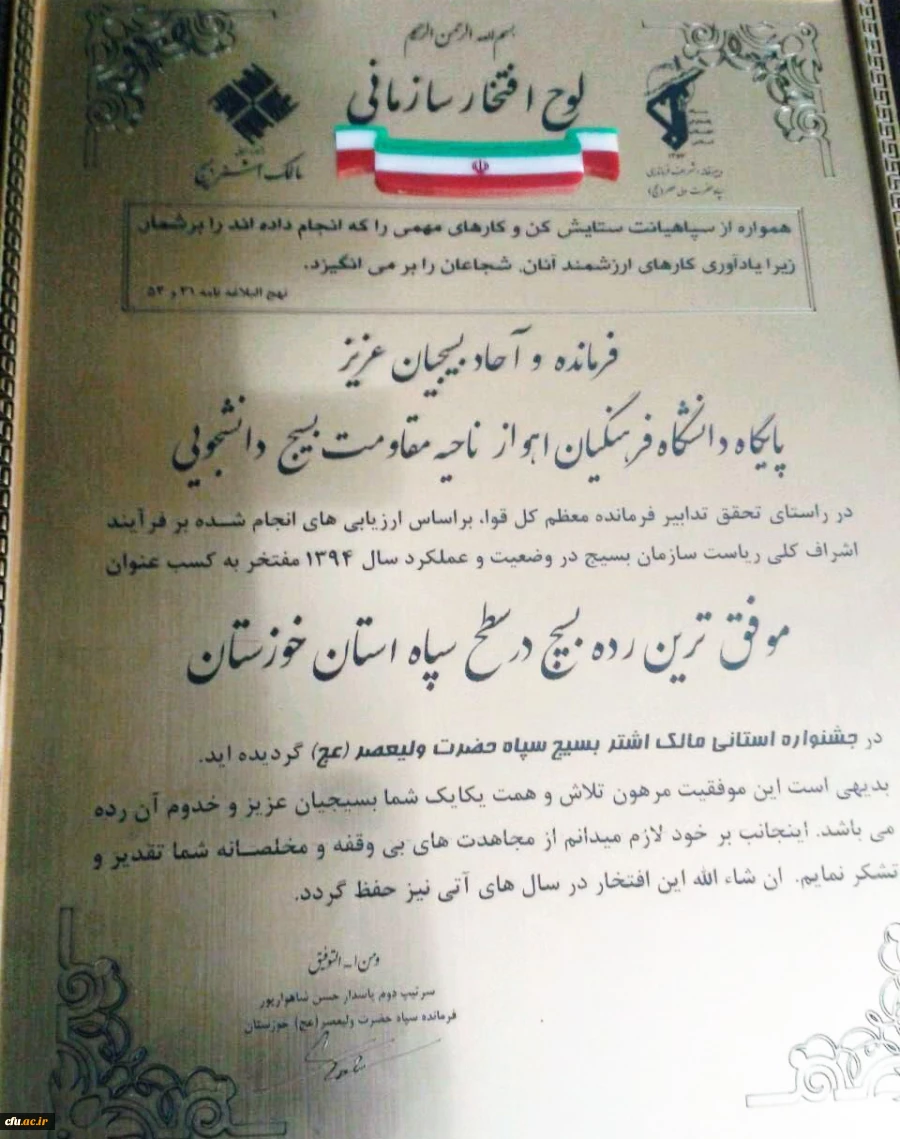 بسم الله الرحمن الرحیم
لوح افتخار سازمانی
مالک اشتر بسیج
سپاه حضرت ولی عصر (عج)
همواره از سپاهیانت ستایش کن و کارهای مهمی را که انجام داده اند را برشمار
زیرا یادآوری کارهای ارزشمند آنان، شجاعان را بر می انگیزد.
نهج البلاغه نامه ۳۱ و ۵۳
فرمانده و آحاد بسیجیان عزیز
پایگاه دانشگاه فرهنگیان اهواز ناحیه مقاومت بسیج دانشجویی
در راستای تحقق تدابیر فرمانده معظم کل قوا، براساس ارزیابی های انجام شده بر فرآیند
اشراف کلی ریاست سازمان بسیج در وضعیت و عملکرد سال ۱۳۹۴ مفتخر به کسب عنوان
موفق ترین رده بسیج در سطح سپاه استان خوزستان
در جشنواره استانی مالک اشتر بسیج سپاه حضرت ولیعصر (عج) گردیده اید.
بدیهی است این موفقیت مرهون تلاش و همت یکایک شما بسیجیان عزیز و خدوم آن رده
می باشد. اینجانب بر خود لازم میدانم از مجاهدت های بی وقفه و مخلصانه شما تقدیر و
تشکر نمایم. ان شاء الله این افتخار در سال های آتی نیز حفظ گردد.
ومن ا... التوفیق
سرتیپ دوم پاسدار حسن شاهوارپور
فرمانده سپاه حضرت ولیعصر (عج) خوزستان
cfu.ac.ir